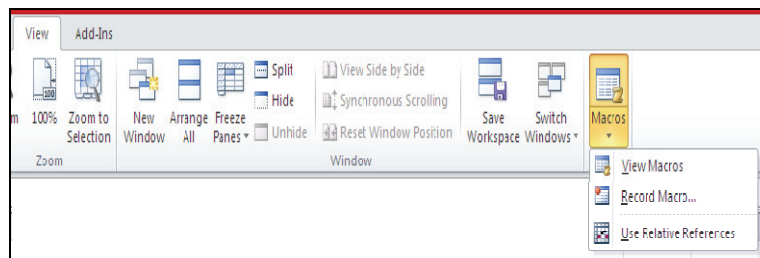 View Add-Ins
100% Zoom to Selection
New Window
Arrange All
Freeze Panes
Split
Hide
Unhide
View Side by Side
Synchronous Scrolling
Reset Window Position
Save Workspace
Switch Windows
Macros
Zoom
Window
View Macros
Record Macro...
Use Relative References